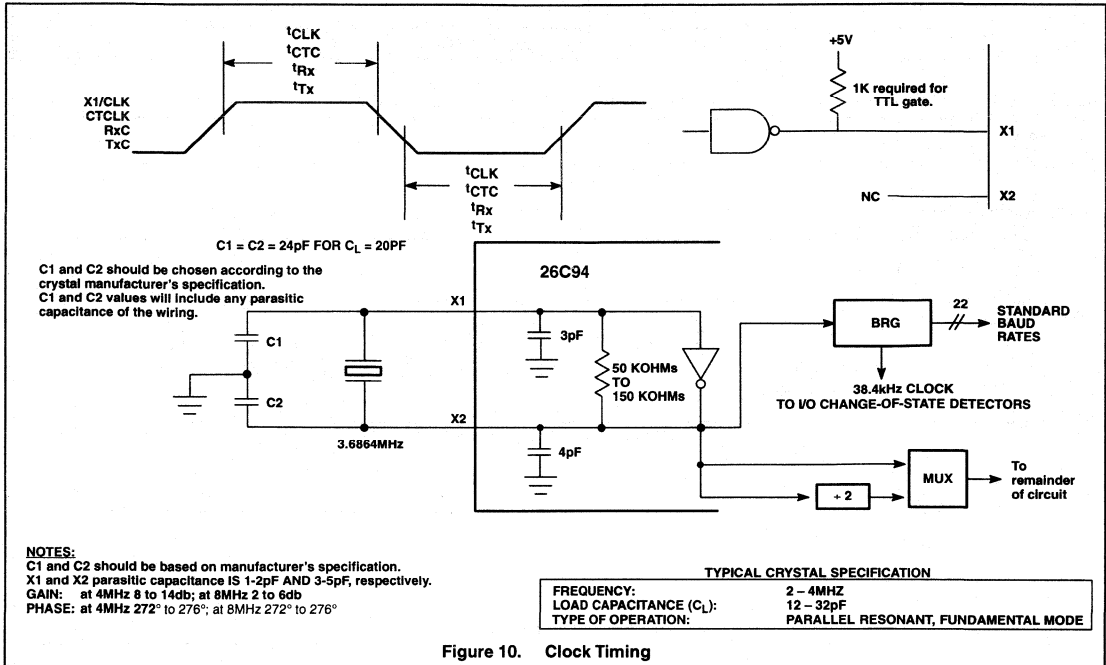 tCLK
tCTC
tRx
tTx
X1/CLK
CTCLK
RxC
TxC
tCLK
tCTC
tRx
tTx
+5V
1K required for
TTL gate.
X1
NC
X2
C1 = C2 = 24pF FOR CL = 20PF
C1 and C2 should be chosen according to the
crystal manufacturer's specification.
C1 and C2 values will include any parasitic
capacitance of the wiring.
26C94
X1
C1
C2
3.6864MHz
X2
3pF
4pF
50 KOHMs
TO
150 KOHMs
BRG
22
STANDARD
BAUD
RATES
38.4kHz CLOCK
TO I/O CHANGE-OF-STATE DETECTORS
÷ 2
MUX
To
remainder
of circuit
NOTES:
C1 and C2 should be based on manufacturer's specification.
X1 and X2 parasitic capacitance IS 1-2pF AND 3-5pF, respectively.
GAIN: at 4MHz 8 to 14db; at 8MHz 2 to 6db
PHASE: at 4MHz 272° to 276°; at 8MHz 272° to 276°
TYPICAL CRYSTAL SPECIFICATION
FREQUENCY: 2 – 4MHZ
LOAD CAPACITANCE (CL): 12 – 32pF
TYPE OF OPERATION: PARALLEL RESONANT, FUNDAMENTAL MODE
Figure 10. Clock Timing